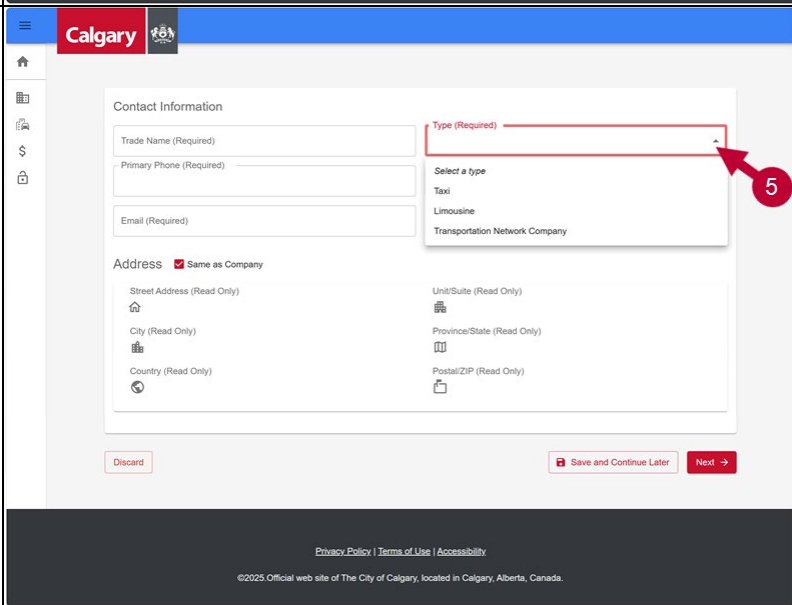 Calgary
Contact Information
Trade Name (Required)
Type (Required)
Primary Phone (Required)
Select a type
Taxi
Limousine
Transportation Network Company
5
Email (Required)
Address Same as Company
Street Address (Read Only)
Unit/Suite (Read Only)
City (Read Only)
Province/State (Read Only)
Country (Read Only)
Postal/ZIP (Read Only)
Discard
Save and Continue Later
Next →
Privacy Policy | Terms of Use | Accessibility
©2025.Official web site of The City of Calgary, located in Calgary, Alberta, Canada.